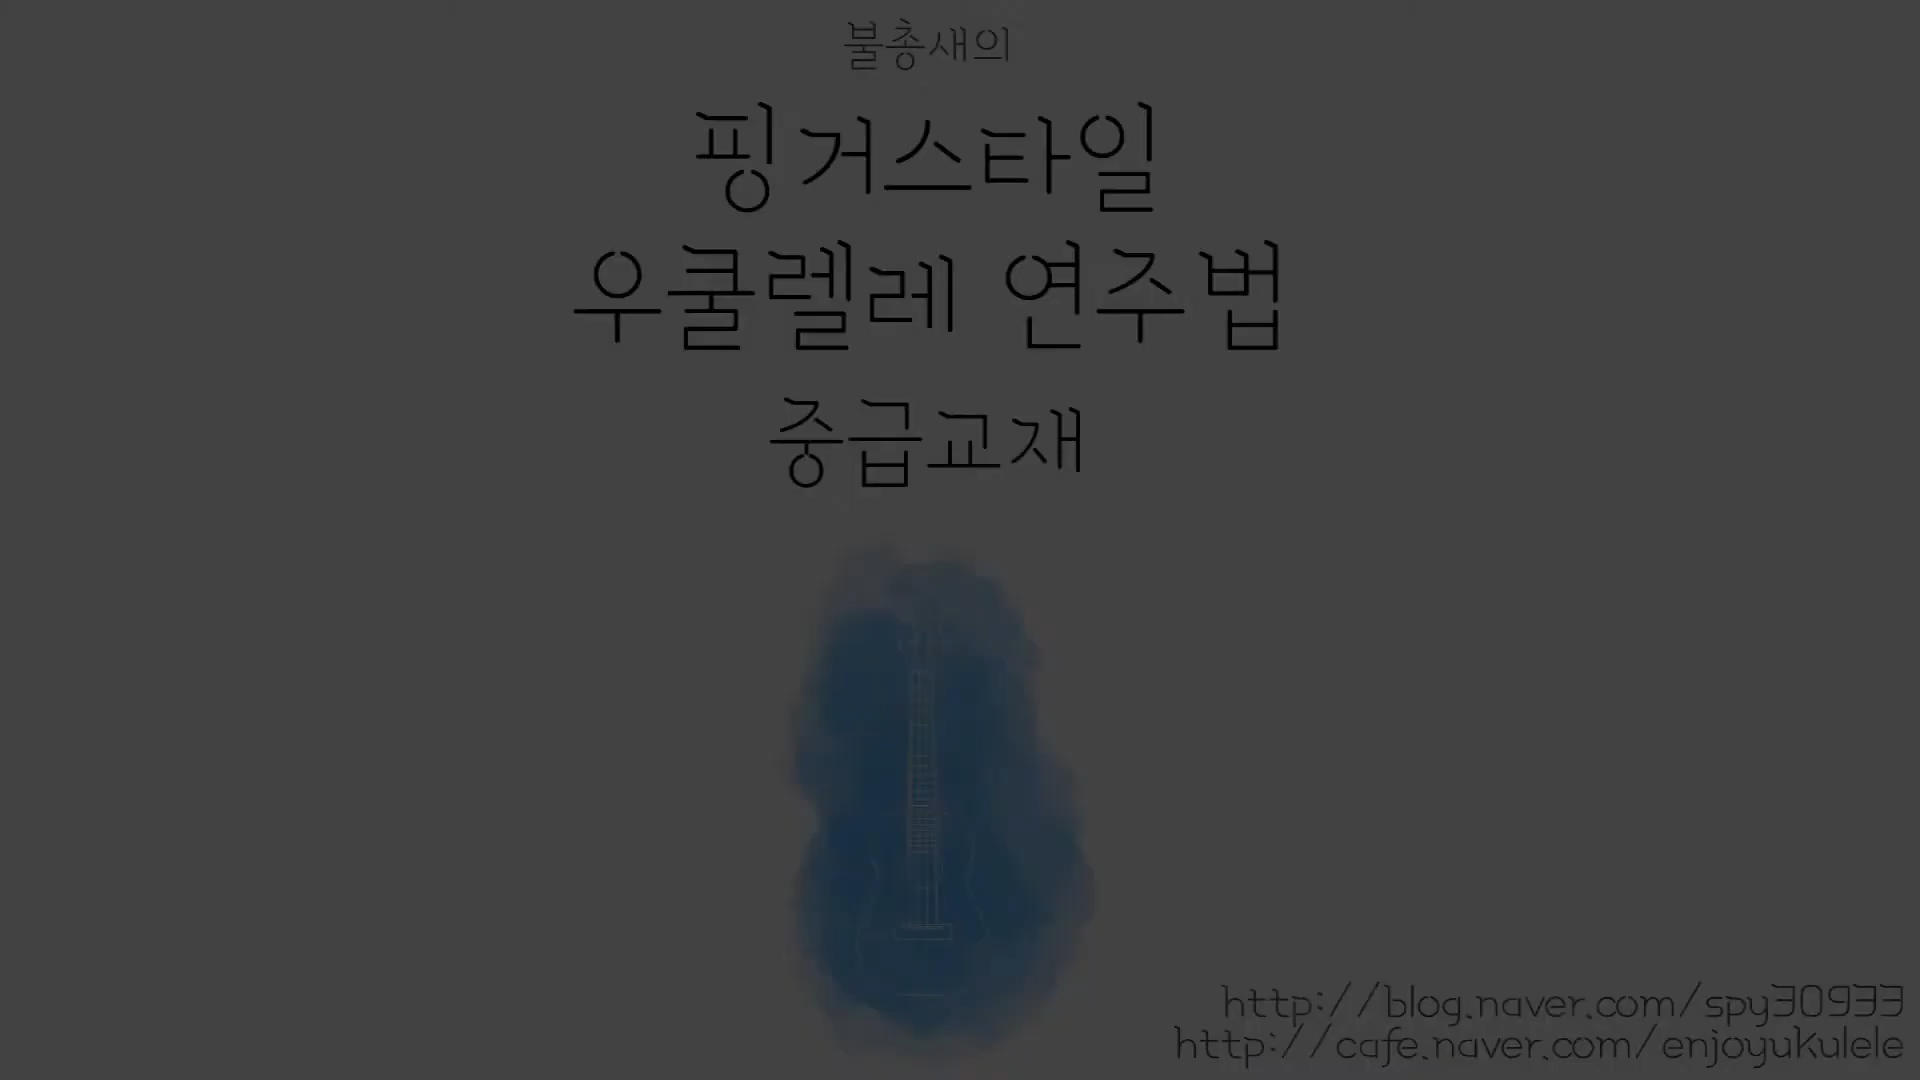 불총새의
핑거스타일
우쿨렐레 연주법
중급교재
http://blog.naver.com/spy30933
http://cafe.naver.com/enjoyukulele